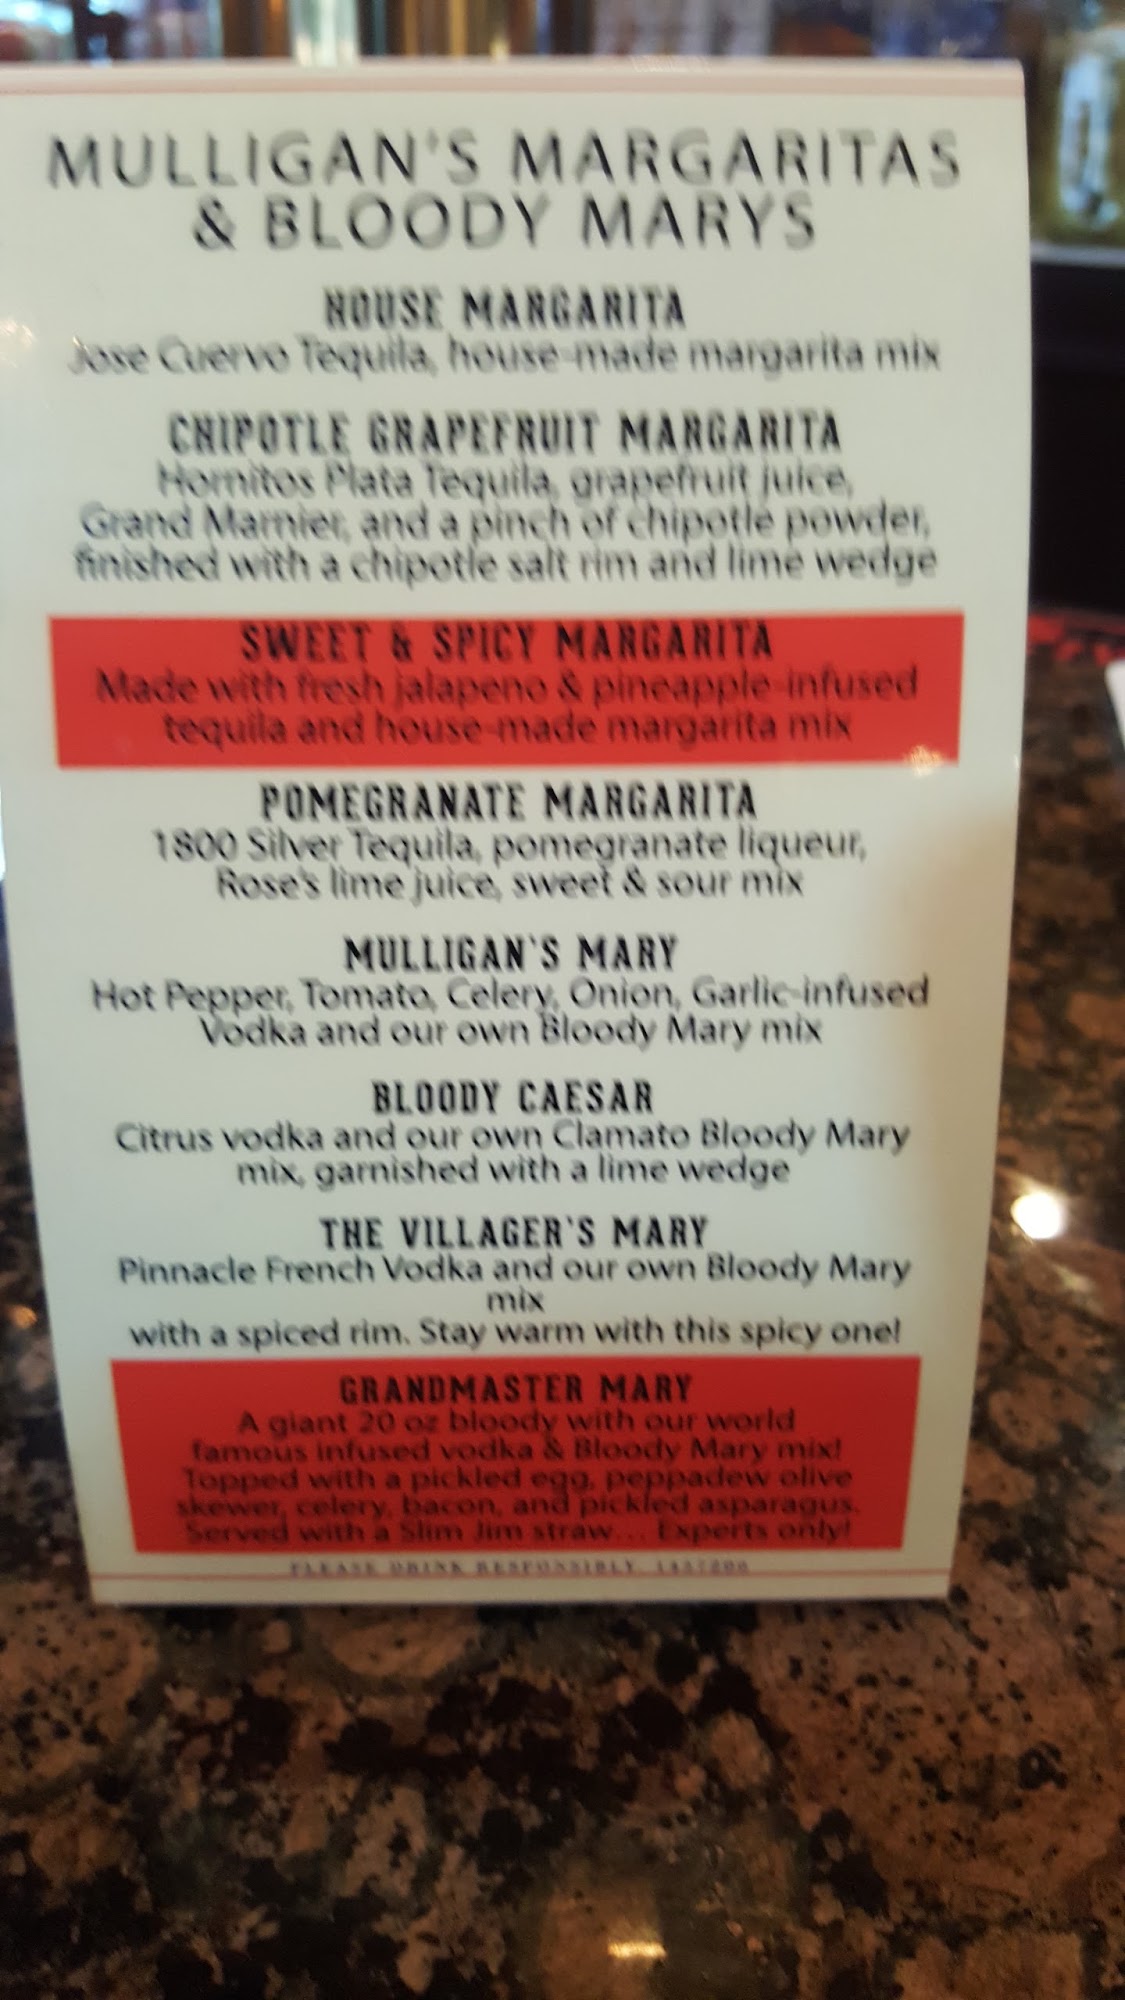 MULLIGAN'S MARGARITAS
& BLOODY MARYS
HOUSE MARGARITA
Jose Cuervo Tequila, house-made margarita mix
CHIPOTLE GRAPEFRUIT MARGARITA
Hornitos Plata Tequila, grapefruit juice,
Grand Marnier, and a pinch of chipotle powder,
finished with a chipotle salt rim and lime wedge
SWEET & SPICY MARGARITA
Made with fresh jalapeno & pineapple-infused
tequila and house-made margarita mix
POMEGRANATE MARGARITA
1800 Silver Tequila, pomegranate liqueur,
Rose's lime juice, sweet & sour mix
MULLIGAN'S MARY
Hot Pepper, Tomato, Celery, Onion, Garlic-infused
Vodka and our own Bloody Mary mix
BLOODY CAESAR
Citrus vodka and our own Clamato Bloody Mary
mix, garnished with a lime wedge
THE VILLAGER'S MARY
Pinnacle French Vodka and our own Bloody Mary
mix
with a spiced rim. Stay warm with this spicy one!
GRANDMASTER MARY
A giant 20 oz bloody with our world
famous infused vodka & Bloody Mary mix!
Topped with a pickled egg, peppadew olive
skewer, celery, bacon, and pickled asparagus.
Served with a Slim Jim straw... Experts only!
PLEASE DRINK RESPONSIBLY.